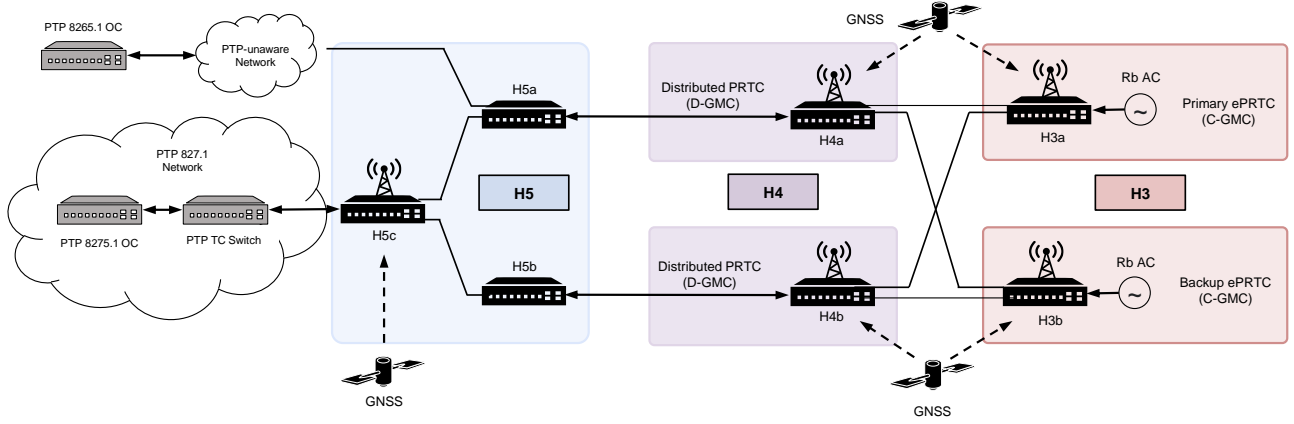 PTP 8265.1 OC
PTP-unaware
Network
PTP 827.1
Network
PTP 8275.1 OC
PTP TC Switch
H5a
H5c
H5b
H5
GNSS
Distributed PRTC
(D-GMC)
H4a
H4
Distributed PRTC
(D-GMC)
H4b
GNSS
H3a
Rb AC
Primary ePRTC
(C-GMC)
H3
H3b
Rb AC
Backup ePRTC
(C-GMC)
GNSS